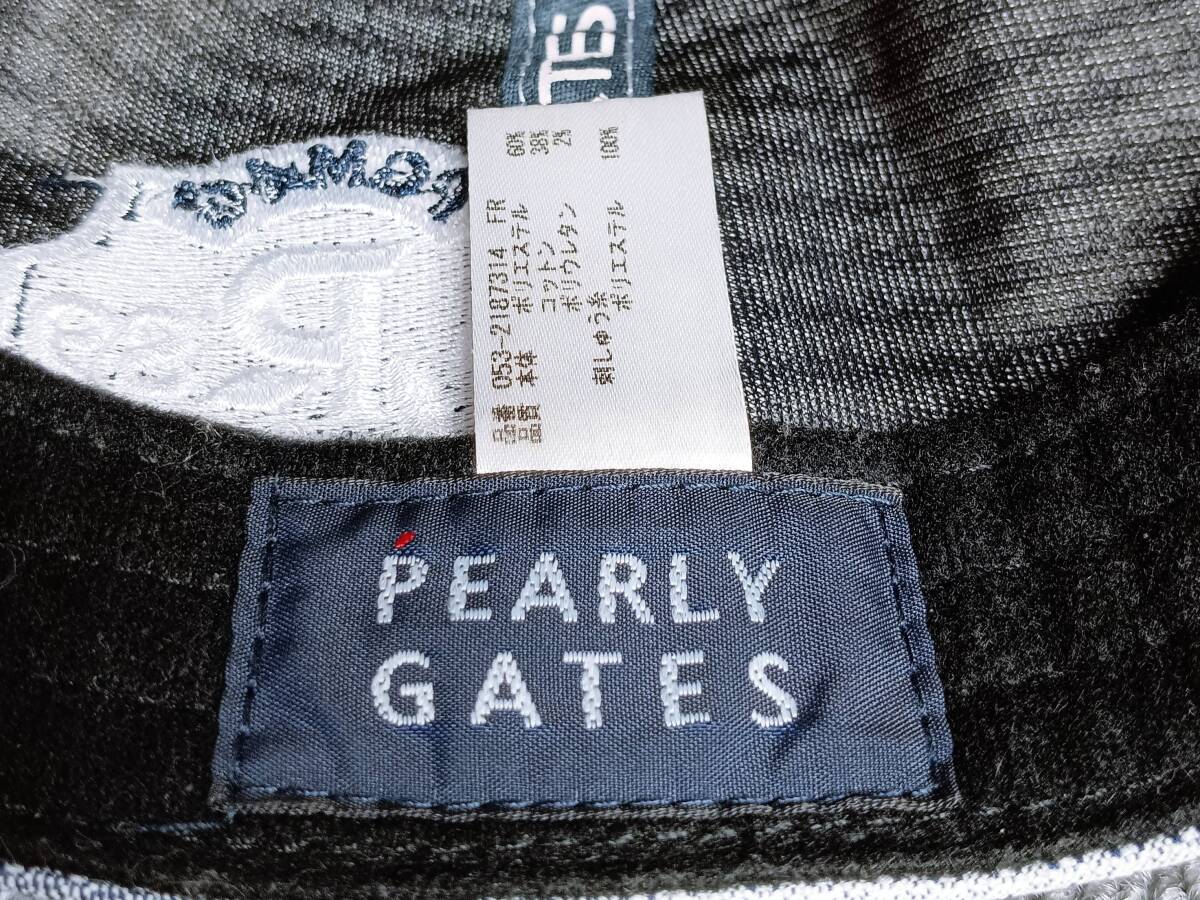 TES
品番 053-2187314 FR
品質 本体 ポリエステル 60%
コットン 38%
ポリウレタン 2%
刺しゅう糸
ポリエステル 100%
PEARLY
GATES